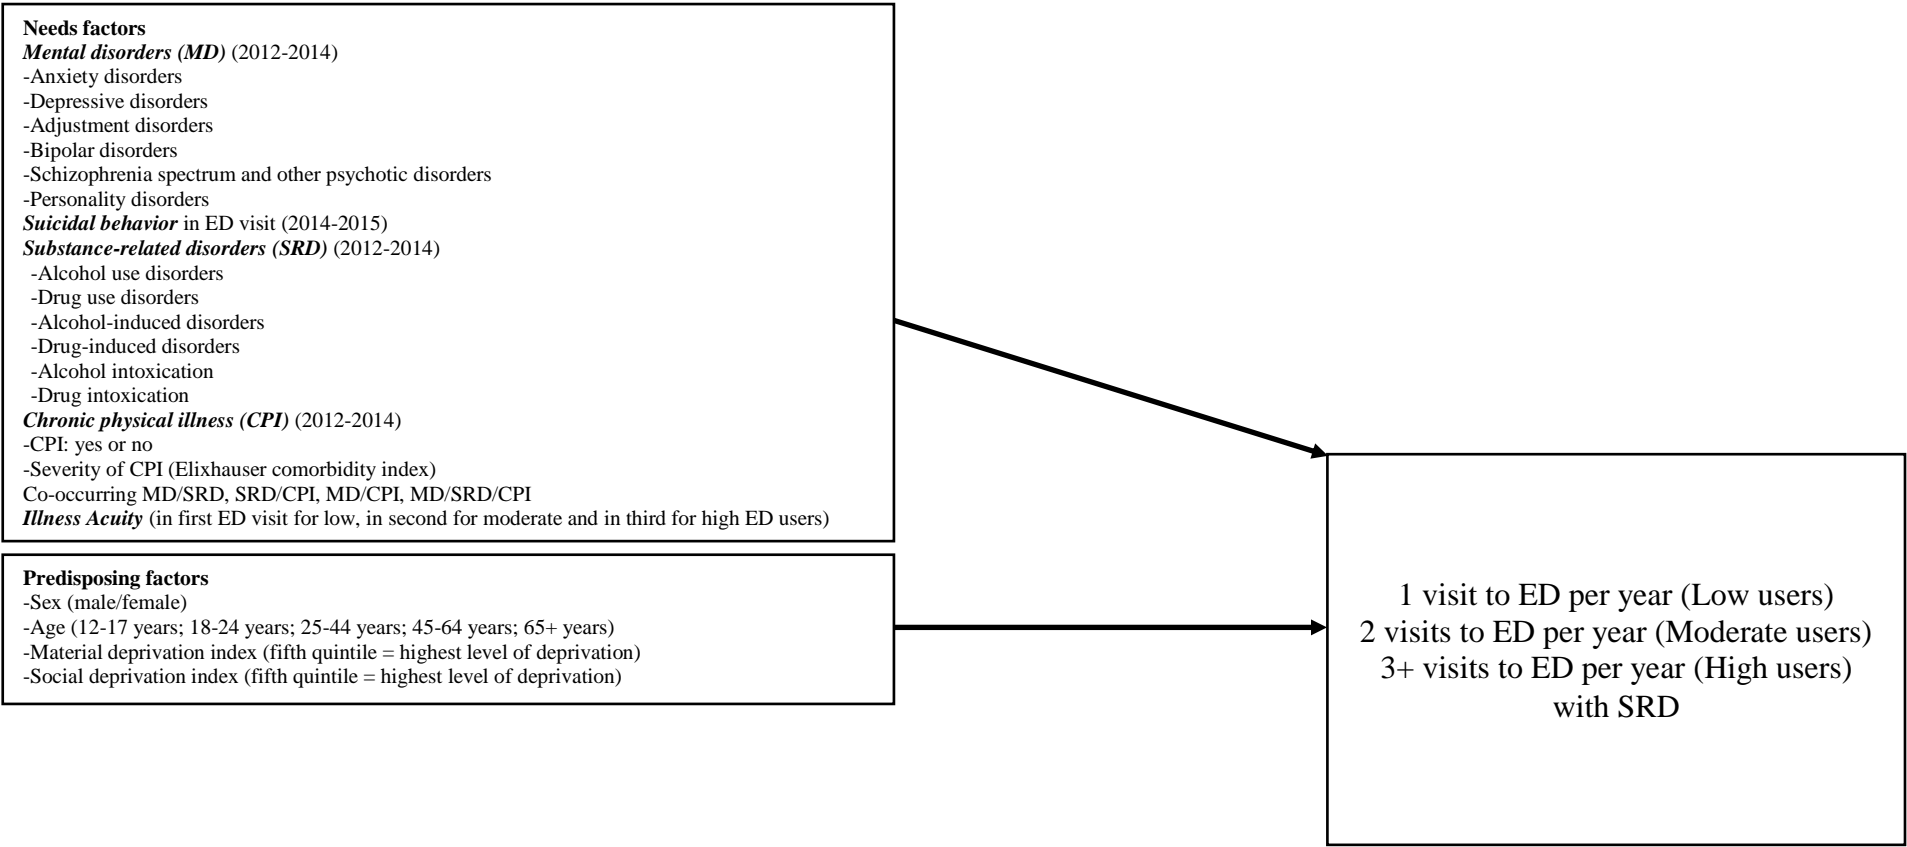 Needs factors
Mental disorders (MD) (2012-2014)
-Anxiety disorders
-Depressive disorders
-Adjustment disorders
-Bipolar disorders
-Schizophrenia spectrum and other psychotic disorders
-Personality disorders
Suicidal behavior in ED visit (2014-2015)
Substance-related disorders (SRD) (2012-2014)
-Alcohol use disorders
-Drug use disorders
-Alcohol-induced disorders
-Drug-induced disorders
-Alcohol intoxication
-Drug intoxication
Chronic physical illness (CPI) (2012-2014)
-CPI: yes or no
-Severity of CPI (Elixhauser comorbidity index)
Co-occurring MD/SRD, SRD/CPI, MD/CPI, MD/SRD/CPI
Illness Acuity (in first ED visit for low, in second for moderate and in third for high ED users)
Predisposing factors
-Sex (male/female)
-Age (12-17 years; 18-24 years; 25-44 years; 45-64 years; 65+ years)
-Material deprivation index (fifth quintile = highest level of deprivation)
-Social deprivation index (fifth quintile = highest level of deprivation)
1 visit to ED per year (Low users)
2 visits to ED per year (Moderate users)
3+ visits to ED per year (High users)
with SRD